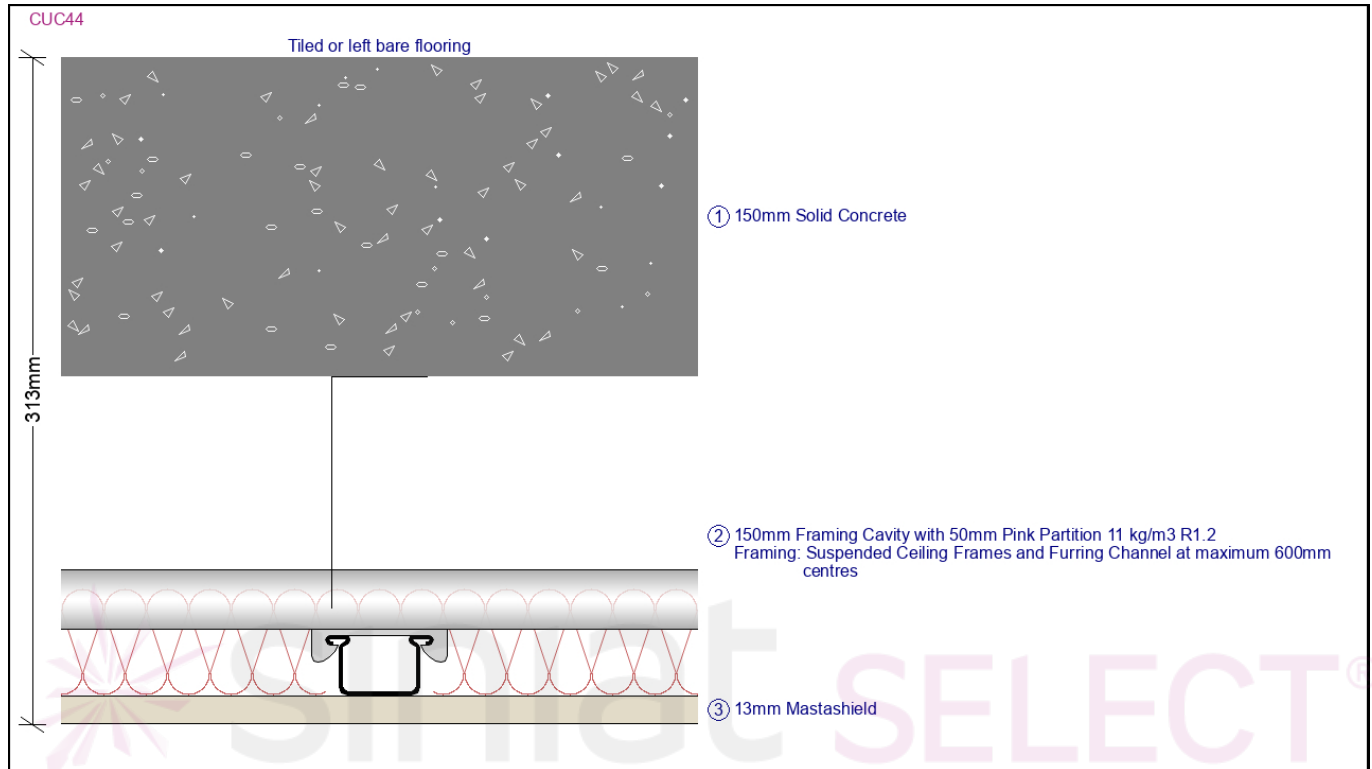 CUC44
Tiled or left bare flooring
313mm
1 150mm Solid Concrete
2 150mm Framing Cavity with 50mm Pink Partition 11 kg/m3 R1.2
Framing: Suspended Ceiling Frames and Furring Channel at maximum 600mm
centres
siniat SELECT®
3 13mm Mastashield